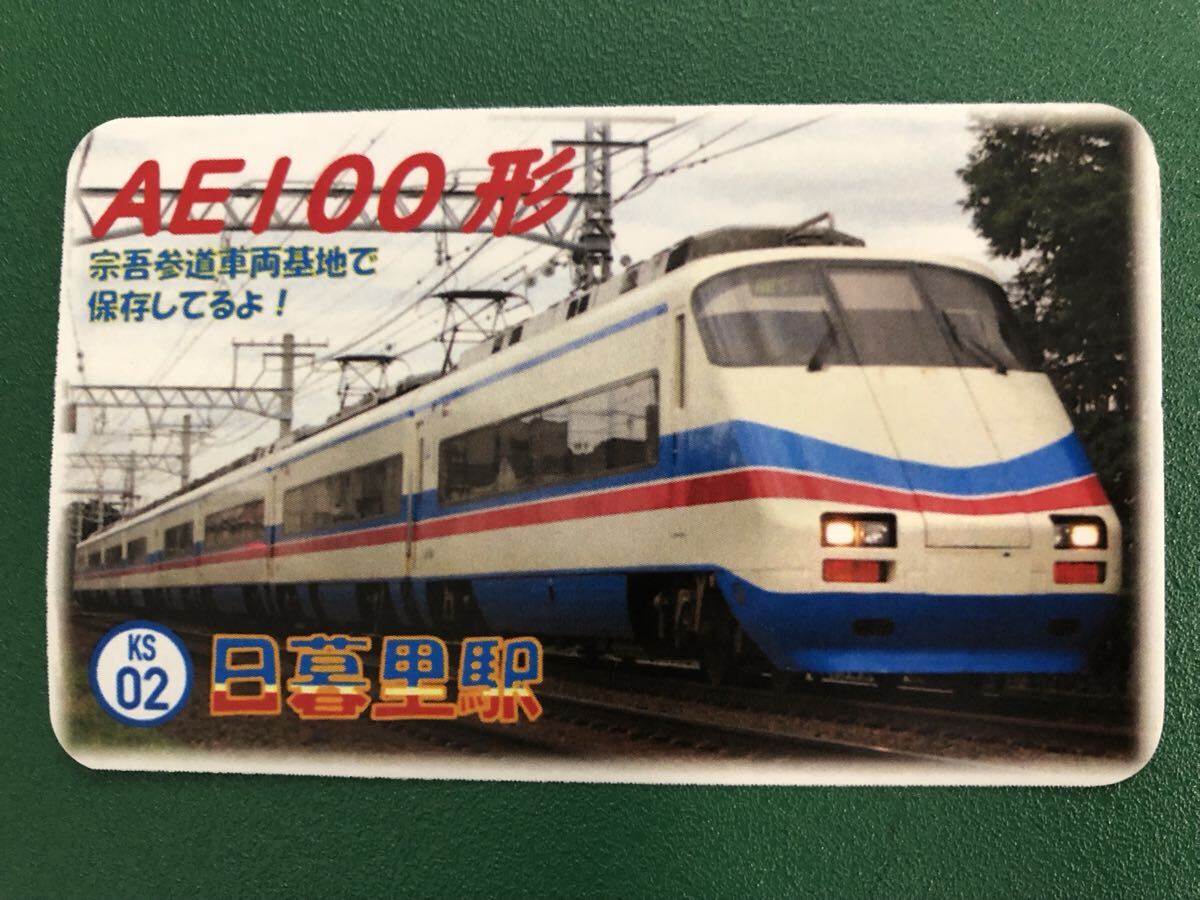 AE100形
宗吾参道車両基地で
保存してるよ！
KS
02
日暮里駅